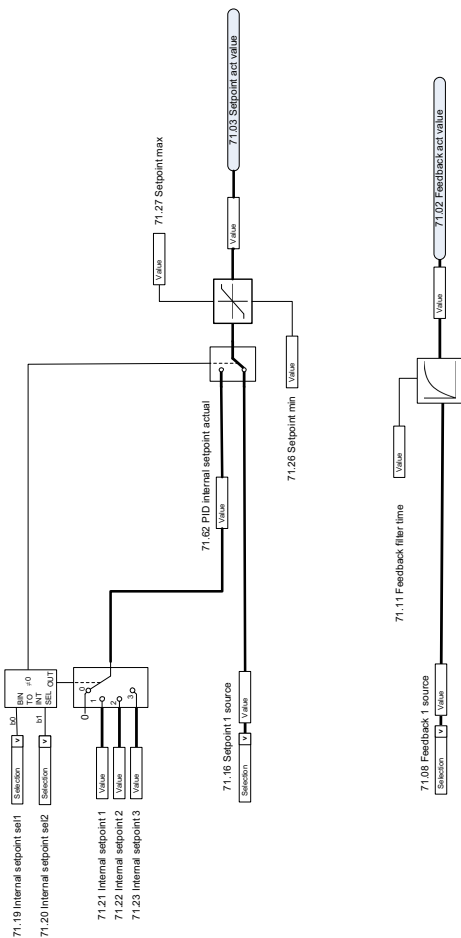 71.19 Internal setpoint sel1
Selection
v
b0
71.20 Internal setpoint sel2
Selection
v
b1
BIN
TO
INT
SEL
≠0
OUT
0
0
1
2
3
71.21 Internal setpoint 1
Value
71.22 Internal setpoint 2
Value
71.23 Internal setpoint 3
Value
71.62 PID internal setpoint actual
Value
71.16 Setpoint 1 source
Selection
v
Value
71.27 Setpoint max
Value
Value
71.26 Setpoint min
Value
71.03 Setpoint act value
71.08 Feedback 1 source
Selection
v
Value
71.11 Feedback filter time
Value
Value
71.02 Feedback act value